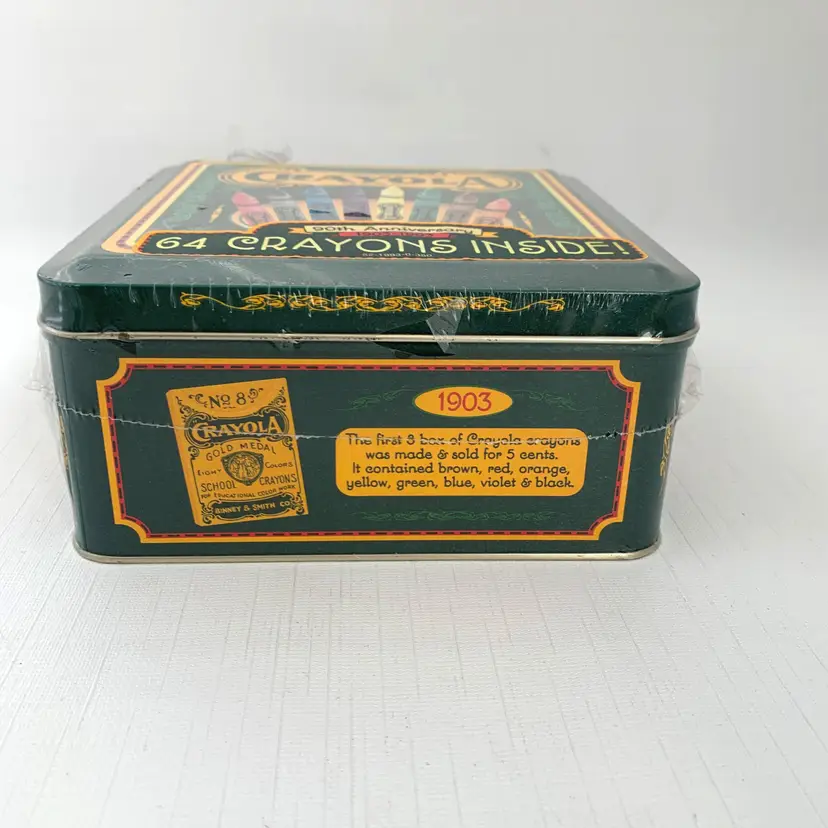 CRAYOLA
90th Anniversary
64 CRAYONS INSIDE!
No 8
CRAYOLA
GOLD MEDAL
EIGHT COLORS
SCHOOL CRAYONS
FOR EDUCATIONAL COLOR WORK
BINNEY & SMITH CO
1903
The first 8 box of Crayola crayons
was made & sold for 5 cents.
It contained brown, red, orange,
yellow, green, blue, violet & black.